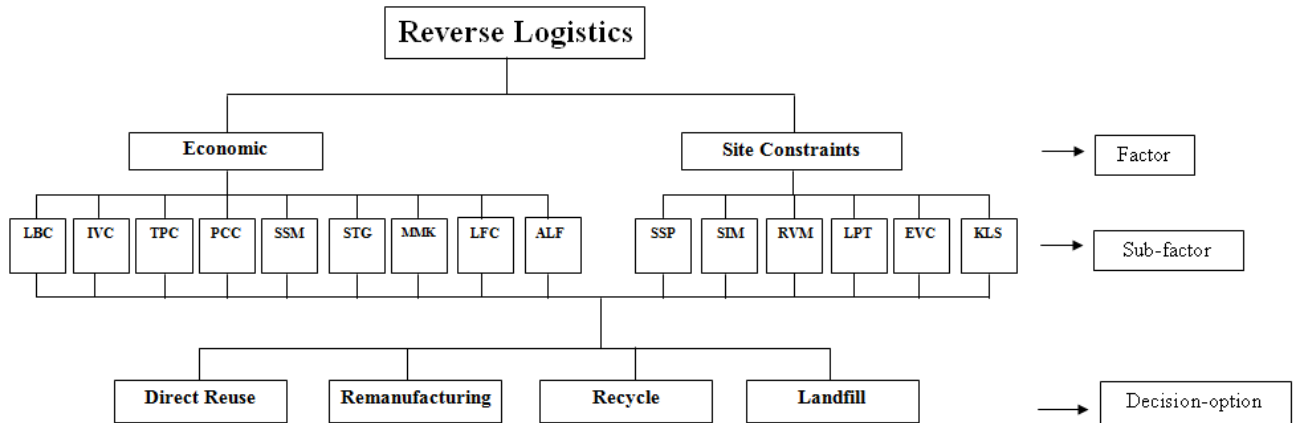 Reverse Logistics
Economic
Site Constraints
Factor
LBC
IVC
TPC
PCC
SSM
STG
MMK
LFC
ALF
SSP
SIM
RVM
LPT
EVC
KLS
Sub-factor
Direct Reuse
Remanufacturing
Recycle
Landfill
Decision-option